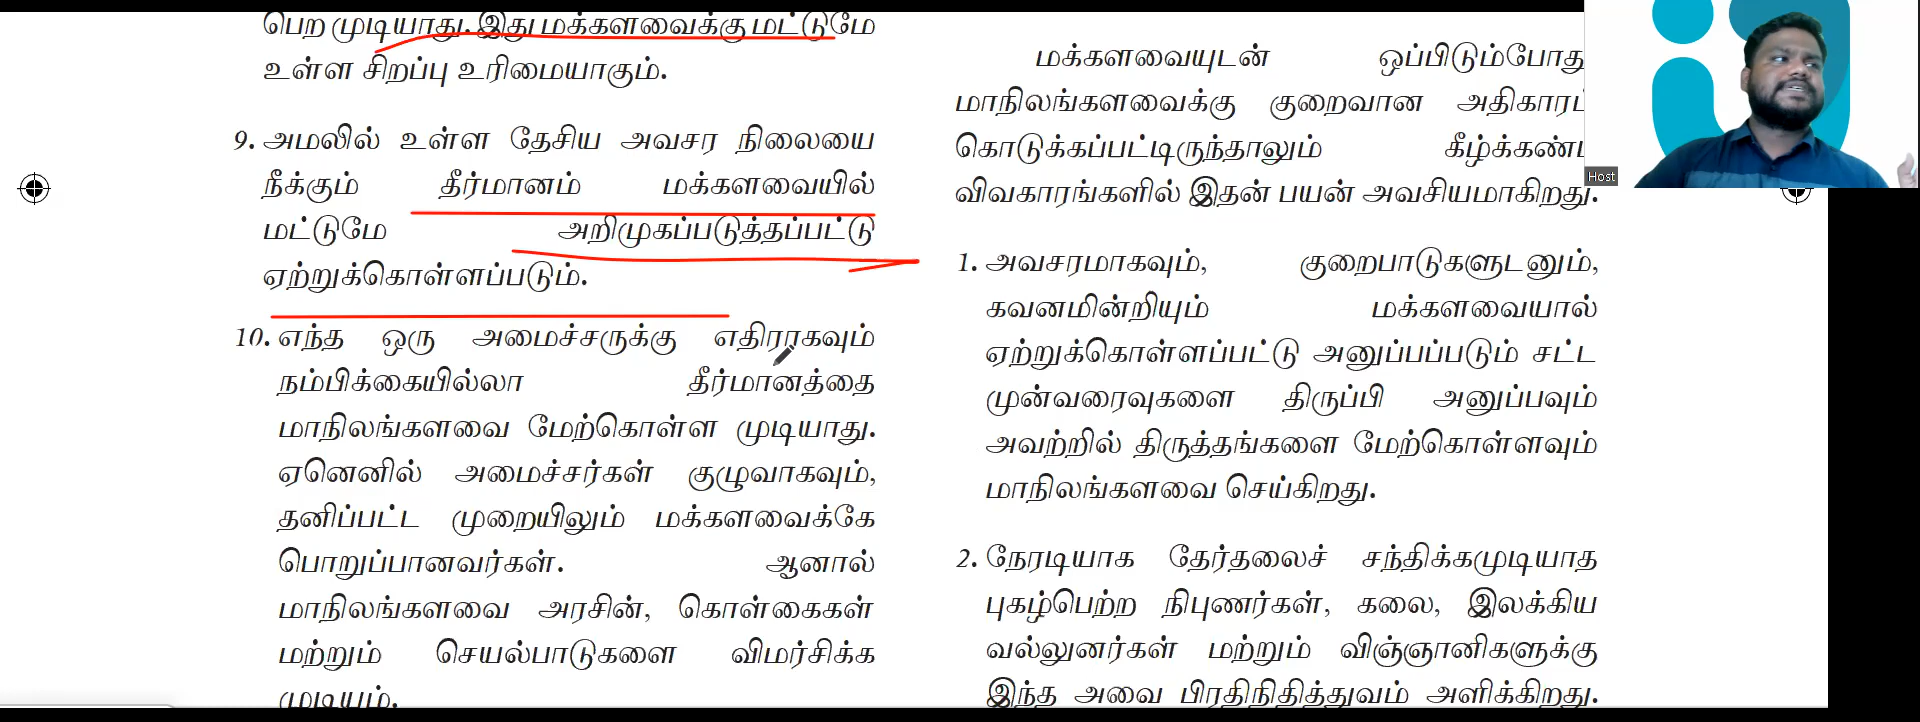 பெற முடியாது. இது மக்களவைக்கு மட்டுமே
உள்ள சிறப்பு உரிமையாகும்.
9. அமலில் உள்ள தேசிய அவசர நிலையை
நீக்கும் தீர்மானம் மக்களவையில்
மட்டுமே அறிமுகப்படுத்தப்பட்டு
ஏற்றுக்கொள்ளப்படும்.
10. எந்த ஒரு அமைச்சருக்கு எதிராகவும்
நம்பிக்கையில்லா தீர்மானத்தை
மாநிலங்களவை மேற்கொள்ள முடியாது.
ஏனெனில் அமைச்சர்கள் குழுவாகவும்,
தனிப்பட்ட முறையிலும் மக்களவைக்கே
பொறுப்பானவர்கள். ஆனால்
மாநிலங்களவை அரசின், கொள்கைகள்
மற்றும் செயல்பாடுகளை விமர்சிக்க
முடியும்.
மக்களவையுடன் ஒப்பிடும்போது
மாநிலங்களவைக்கு குறைவான
கொடுக்கப்பட்டிருந்தாலும்
விவகாரங்களில் இதன் பயன் அவசியமாகிறது.
1. அவசரமாகவும், குறைபாடுகளுடனும்,
கவனமின்றியும் மக்களவையால்
ஏற்றுக்கொள்ளப்பட்டு அனுப்பப்படும் சட்ட
முன்வரைவுகளை திருப்பி அனுப்பவும்
அவற்றில் திருத்தங்களை மேற்கொள்ளவும்
மாநிலங்களவை செய்கிறது.
2. நேரடியாக தேர்தலைச் சந்திக்கமுடியாத
புகழ்பெற்ற நிபுணர்கள், கலை, இலக்கிய
வல்லுனர்கள் மற்றும் விஞ்ஞானிகளுக்கு
இந்த அவை பிரதிநிதித்துவம் அளிக்கிறது.
Host